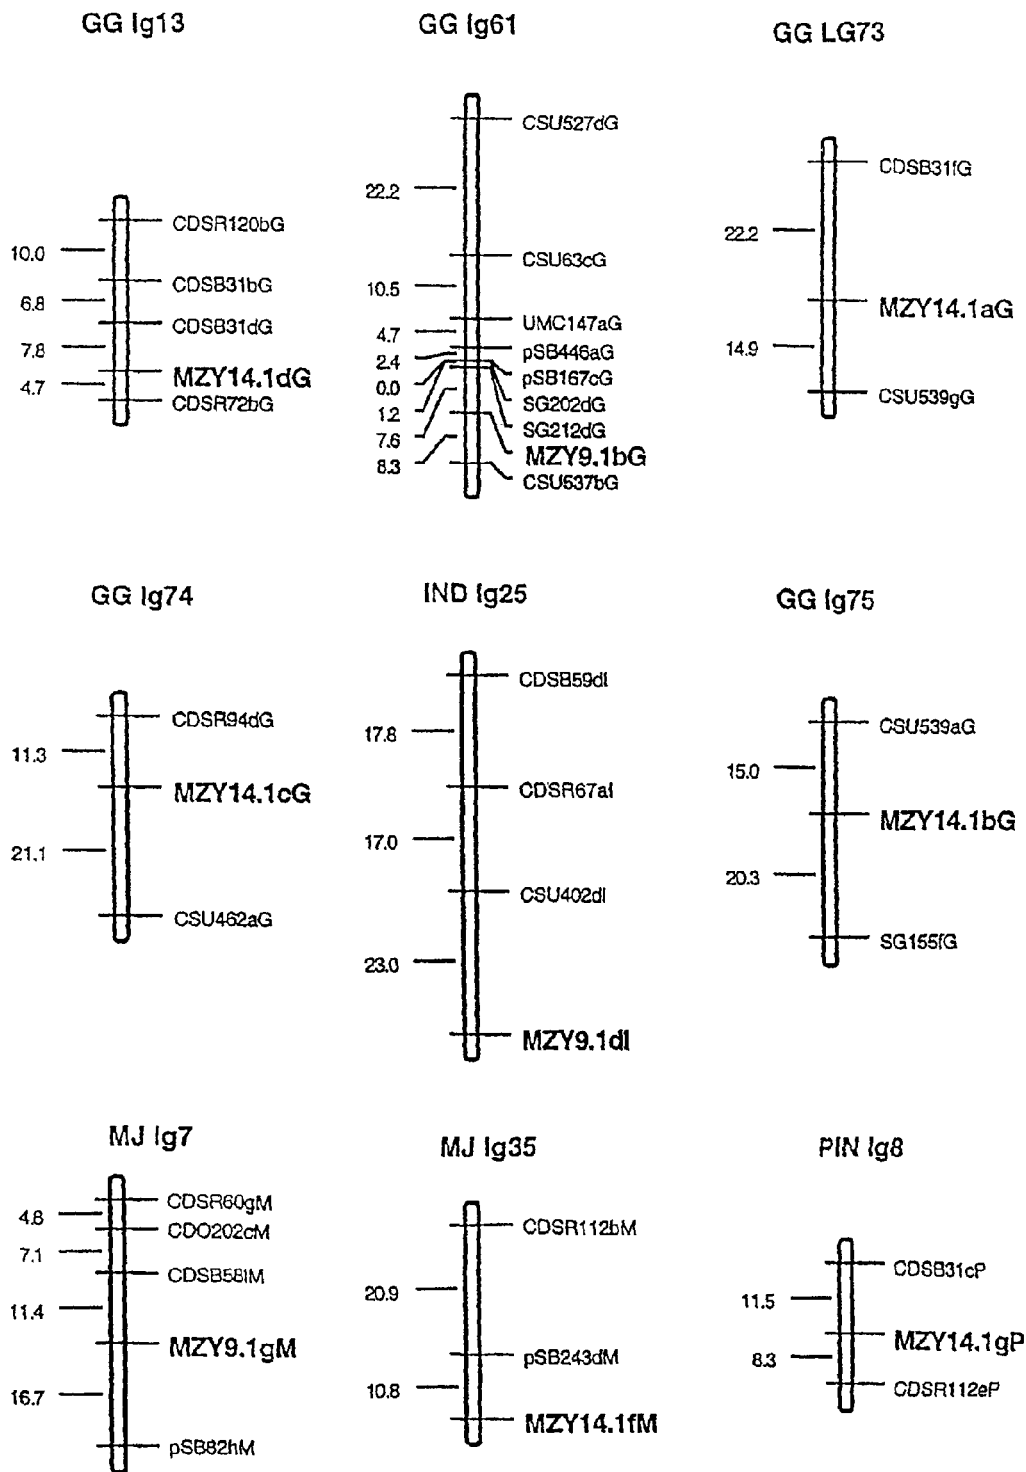 GG lg13
CDSR120bG
10.0
CDSB31bG
6.8
CDSB31dG
7.8
MZY14.1dG
4.7
CDSR72bG
GG lg61
CSU527dG
22.2
CSU63cG
10.5
UMC147aG
4.7
pSB446aG
2.4
pSB167cG
0.0
SG202dG
1.2
SG212dG
7.6
MZY9.1bG
8.3
CSU537bG
GG LG73
CDSB31fG
22.2
MZY14.1aG
14.9
CSU539gG
GG lg74
CDSR94dG
11.3
MZY14.1cG
21.1
CSU462aG
IND lg25
CDSB59dI
17.8
CDSR67aI
17.0
CSU402dI
23.0
MZY9.1dI
GG lg75
CSU539aG
15.0
MZY14.1bG
20.3
SG155fG
MJ lg7
CDSR60gM
4.8
CDO202cM
7.1
CDSB58iM
11.4
MZY9.1gM
16.7
pSB82hM
MJ lg35
CDSR112bM
20.9
pSB243dM
10.8
MZY14.1fM
PIN lg8
CDSB31cP
11.5
MZY14.1gP
8.3
CDSR112eP